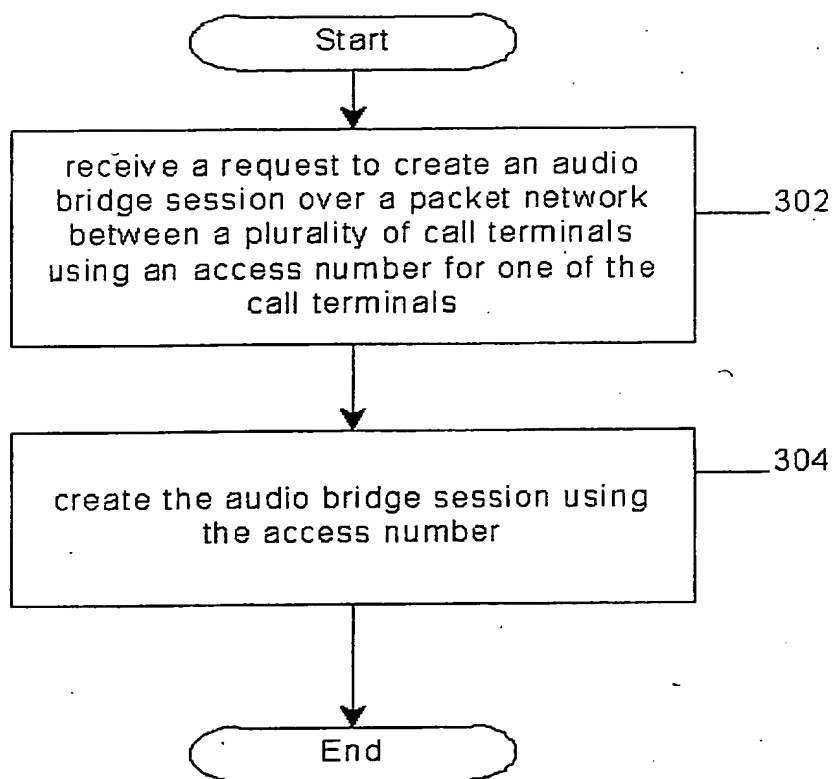 Start
receive a request to create an audio
bridge session over a packet network
between a plurality of call terminals
using an access number for one of the
call terminals
302
create the audio bridge session using
the access number
304
End